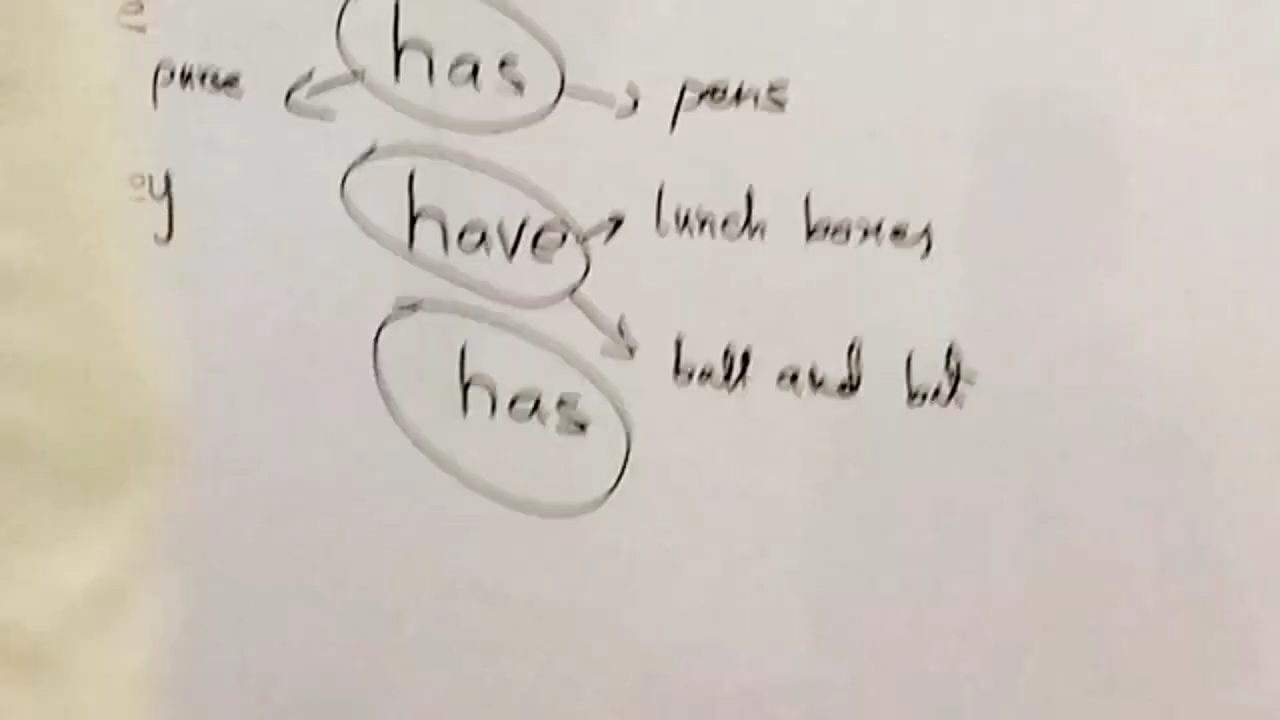 has
purse pens
have lunch boxes
ball and bat
has